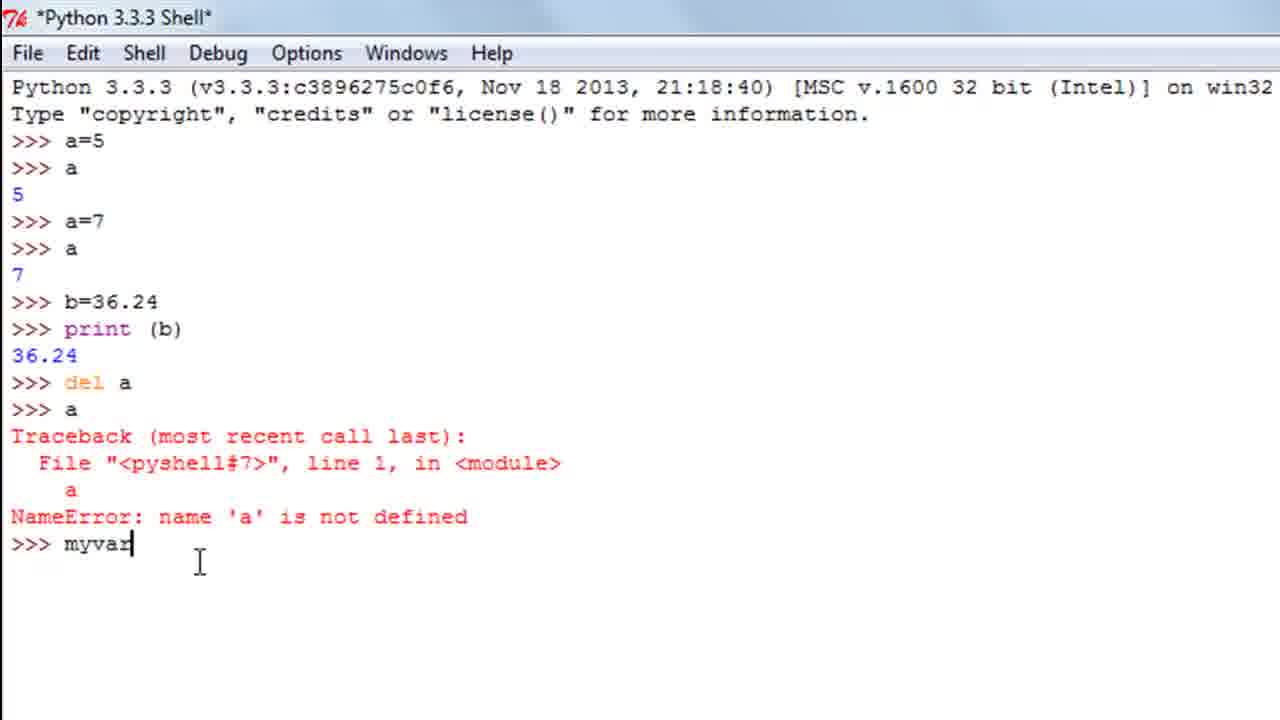 *Python 3.3.3 Shell*
File Edit Shell Debug Options Windows Help
Python 3.3.3 (v3.3.3:c3896275c0f6, Nov 18 2013, 21:18:40) [MSC v.1600 32 bit (Intel)] on win32
Type "copyright", "credits" or "license()" for more information.
>>> a=5
>>> a
5
>>> a=7
>>> a
7
>>> b=36.24
>>> print (b)
36.24
>>> del a
>>> a
Traceback (most recent call last):
  File "<pyshell#7>", line 1, in <module>
    a
NameError: name 'a' is not defined
>>> myvar